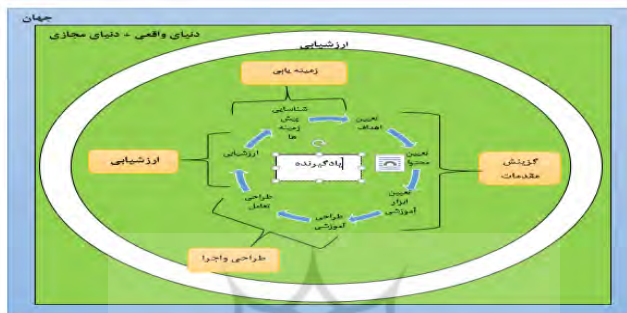 جهان
دنیای واقعی + دنیای مجازی
ارزشیابی
زمینه یابی
شناسایی
پیش
زمینه
ها
تعیین
اهداف
تعیین
محتوا
تعیین
ابزار
آموزشی
طراحی
آموزشی
طراحی
تعامل
ارزشیابی
یادگیرنده
گزینش
مقدمات
ارزشیابی
طراحی واجرا